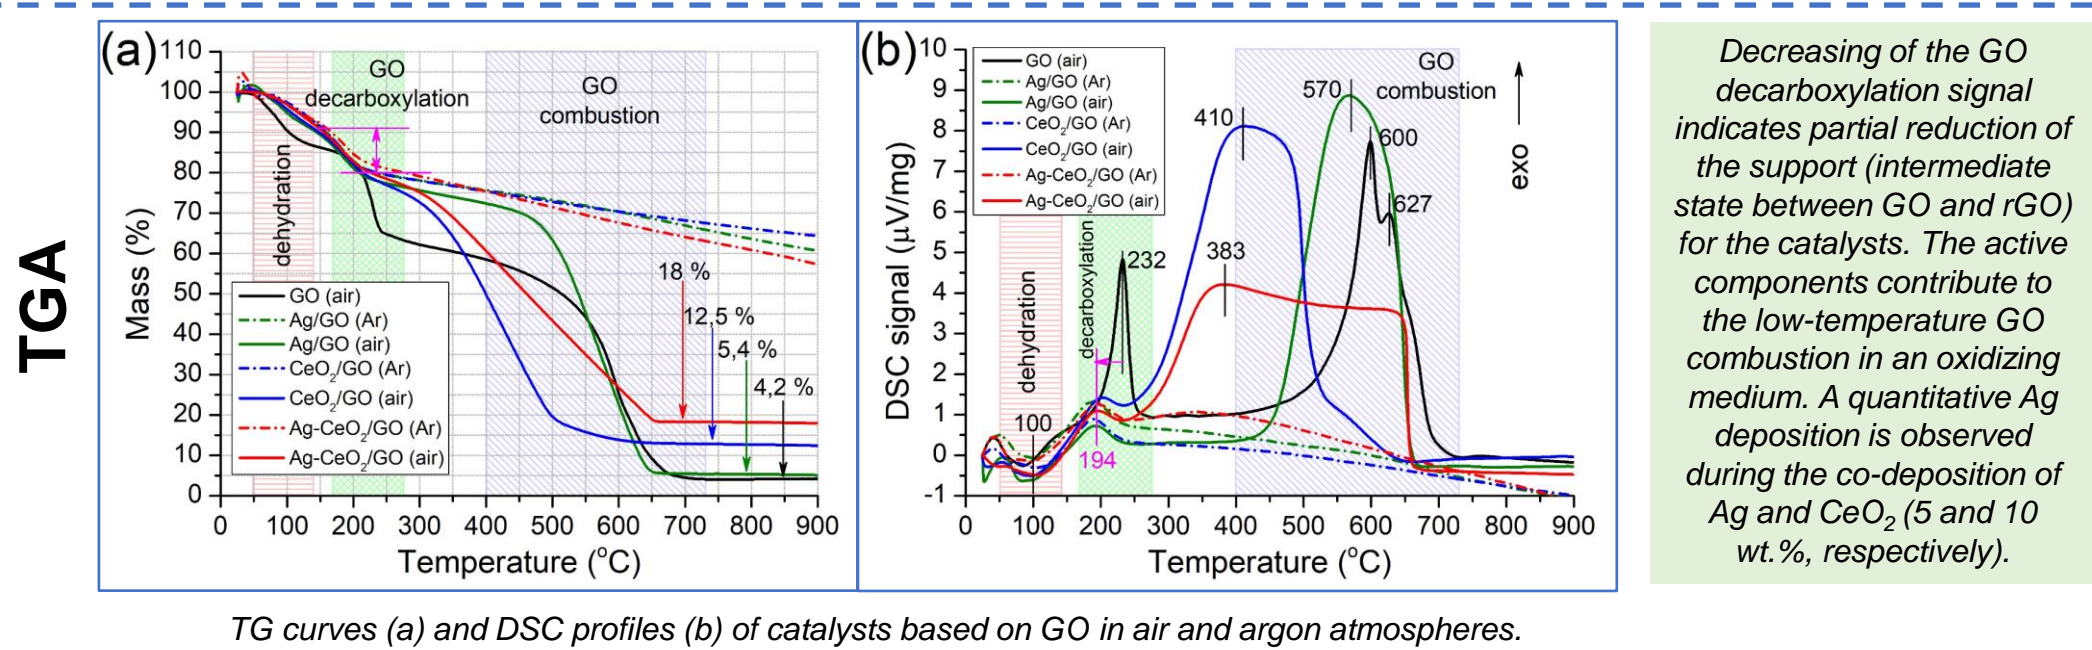 TGA
(a)
110
100
90
80
70
60
50
40
30
20
10
0
Mass (%)
0 100 200 300 400 500 600 700 800 900
Temperature (°C)
dehydration
GO
decarboxylation
GO
combustion
18 %
12,5 %
5,4 %
4,2 %
GO (air)
Ag/GO (Ar)
Ag/GO (air)
CeO2/GO (Ar)
CeO2/GO (air)
Ag-CeO2/GO (Ar)
Ag-CeO2/GO (air)
(b)
10
9
8
7
6
5
4
3
2
1
0
-1
DSC signal (μV/mg)
0 100 200 300 400 500 600 700 800 900
Temperature (°C)
GO (air)
Ag/GO (Ar)
Ag/GO (air)
CeO2/GO (Ar)
CeO2/GO (air)
Ag-CeO2/GO (Ar)
Ag-CeO2/GO (air)
dehydration
decarboxylation
GO
combustion
exo
100
194
232
383
410
570
600
627
Decreasing of the GO
decarboxylation signal
indicates partial reduction of
the support (intermediate
state between GO and rGO)
for the catalysts. The active
components contribute to
the low-temperature GO
combustion in an oxidizing
medium. A quantitative Ag
deposition is observed
during the co-deposition of
Ag and CeO2 (5 and 10
wt.%, respectively).
TG curves (a) and DSC profiles (b) of catalysts based on GO in air and argon atmospheres.